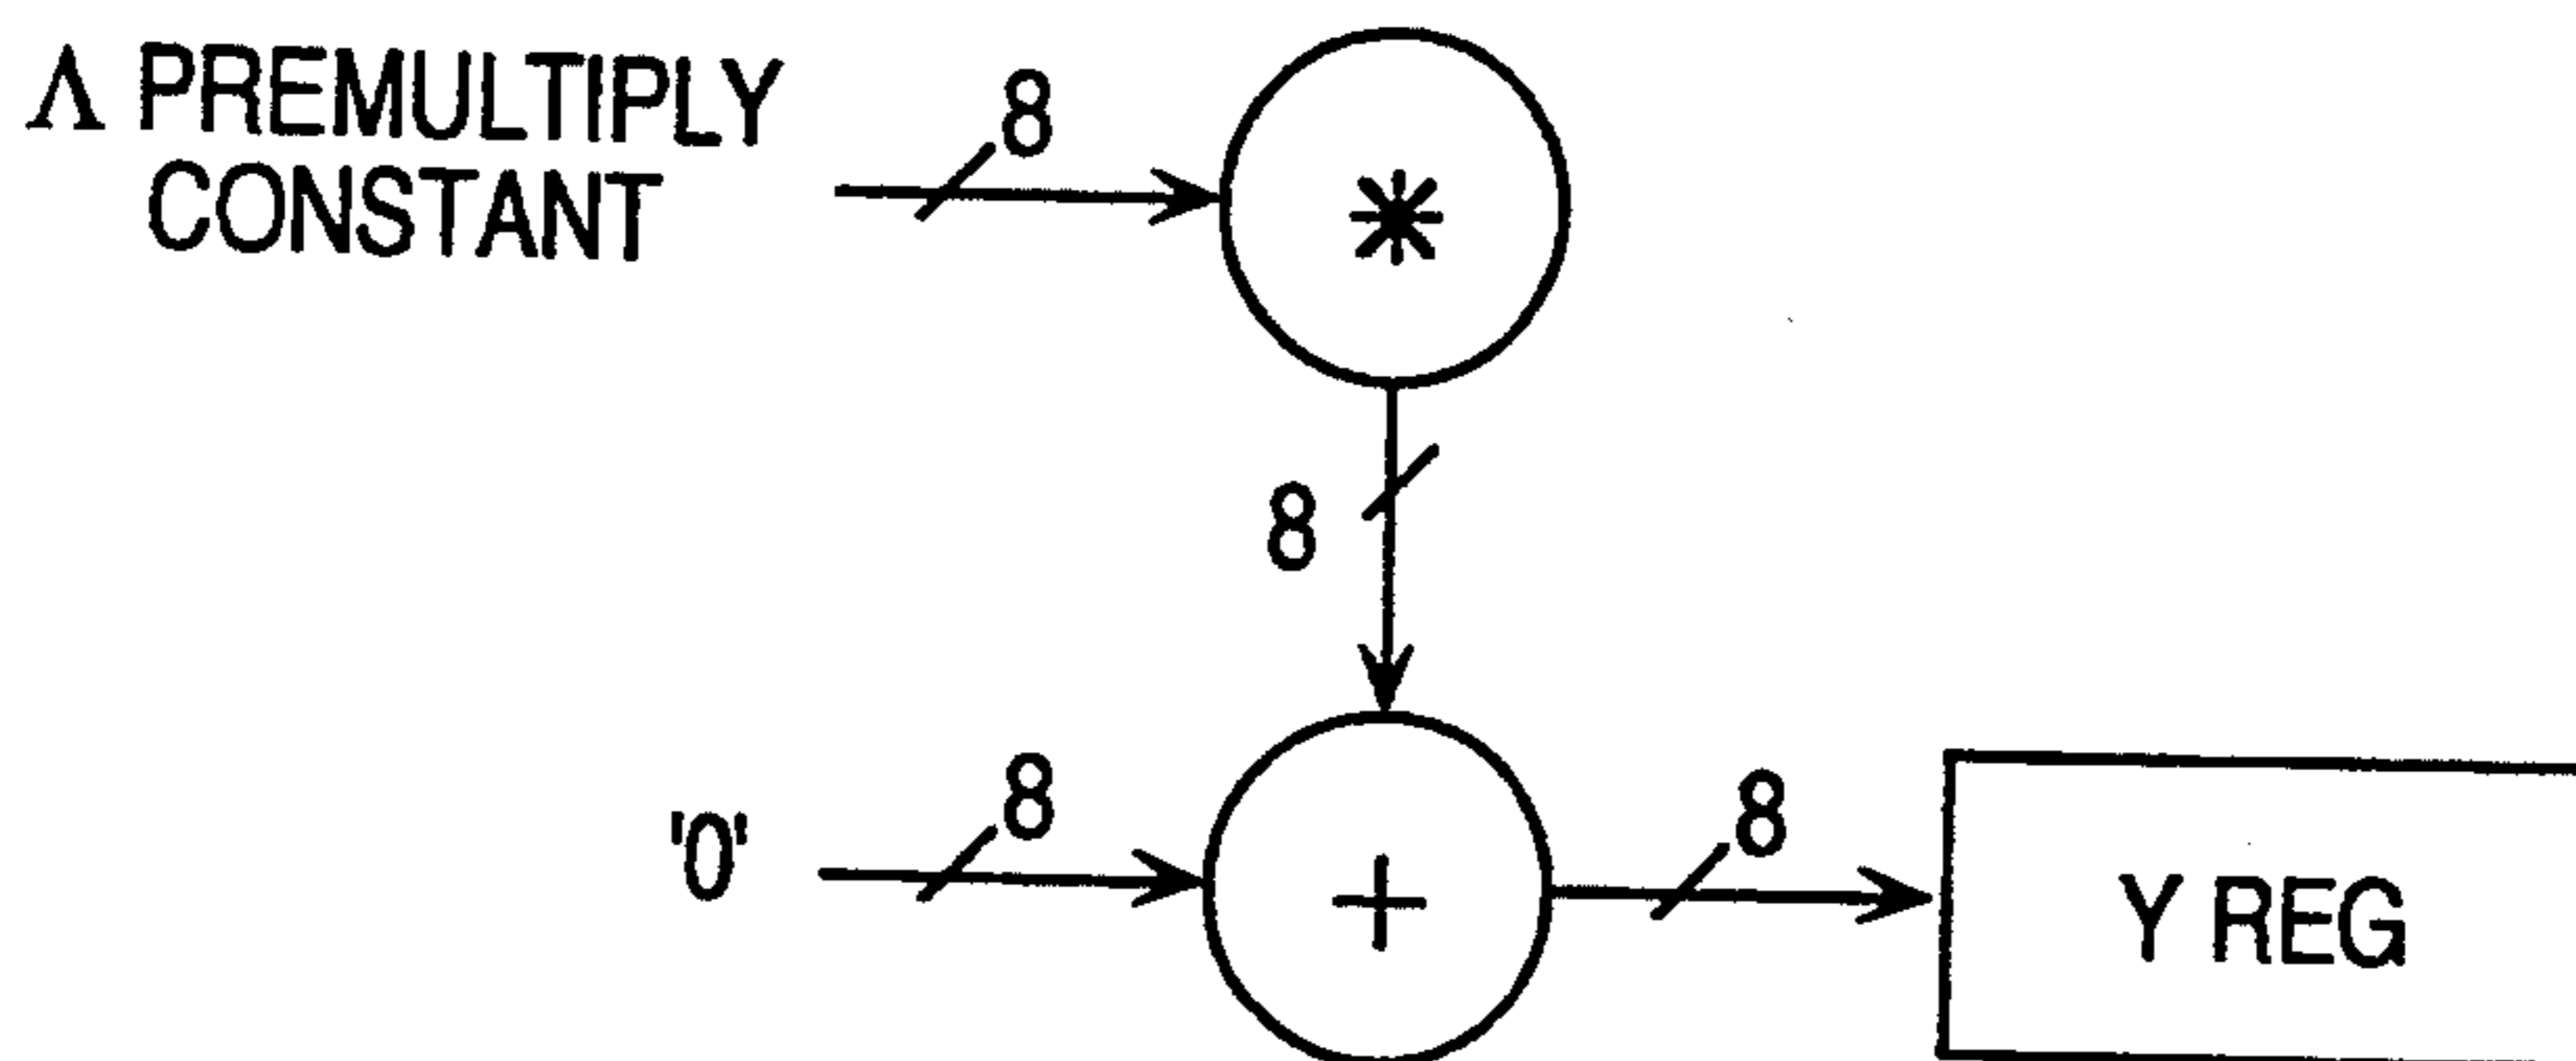 Λ PREMULTIPLY
CONSTANT
8
*
8
'0'
8
+
8
Y REG